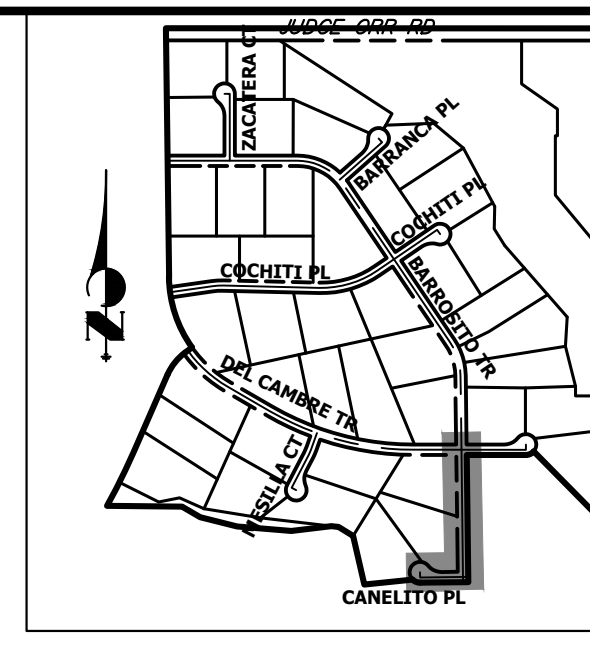 JUDGE ORR RD
ZACATERA CT
BARRANCA PL
COCHITI PL
COCHITI PL
BARROSITO TR
DEL CAMBRE TR
MESILLA CT
CANELITO PL
N